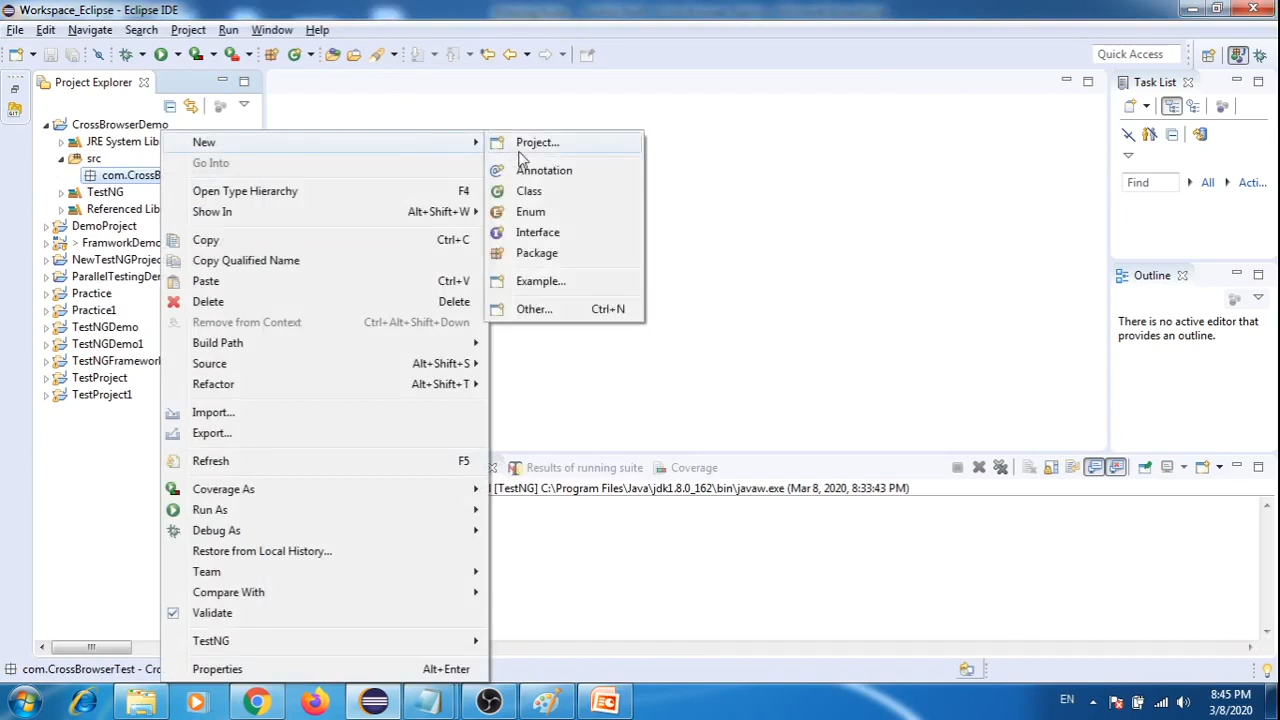 Workspace_Eclipse - Eclipse IDE
File Edit Navigate Search Project Run Window Help
Quick Access
Project Explorer
Task List
CrossBrowserDemo
JRE System Lib
src
com.CrossB
TestNG
Referenced Lib
DemoProject
> FramworkDemo
NewTestNGProject
ParallelTestingDem
Practice
Practice1
TestNGDemo
TestNGDemo1
TestNGFramework
TestProject
TestProject1
New
Go Into
Open Type Hierarchy F4
Show In Alt+Shift+W
Copy Ctrl+C
Copy Qualified Name
Paste Ctrl+V
Delete Delete
Remove from Context Ctrl+Alt+Shift+Down
Build Path
Source Alt+Shift+S
Refactor Alt+Shift+T
Import...
Export...
Refresh F5
Coverage As
Run As
Debug As
Restore from Local History...
Team
Compare With
Validate
TestNG
Properties Alt+Enter
Project...
Annotation
Class
Enum
Interface
Package
Example...
Other... Ctrl+N
Find All Acti...
Outline
There is no active editor that
provides an outline.
Results of running suite Coverage
[TestNG] C:\Program Files\Java\jdk1.8.0_162\bin\javaw.exe (Mar 8, 2020, 8:33:43 PM)
com.CrossBrowserTest - Cro
EN
8:45 PM
3/8/2020